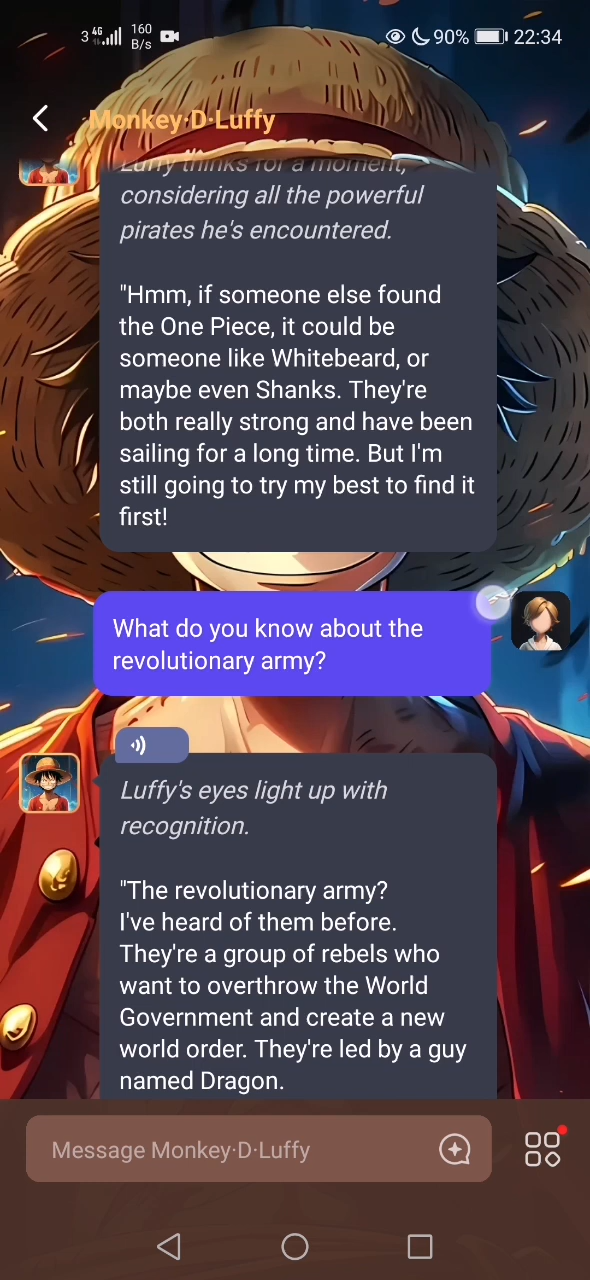 3 4G 160 B/s 90% 22:34
Monkey·D·Luffy
Luffy thinks for a moment,
considering all the powerful
pirates he's encountered.
"Hmm, if someone else found
the One Piece, it could be
someone like Whitebeard, or
maybe even Shanks. They're
both really strong and have been
sailing for a long time. But I'm
still going to try my best to find it
first!
What do you know about the
revolutionary army?
Luffy's eyes light up with
recognition.
"The revolutionary army?
I've heard of them before.
They're a group of rebels who
want to overthrow the World
Government and create a new
world order. They're led by a guy
named Dragon.
Message Monkey·D·Luffy